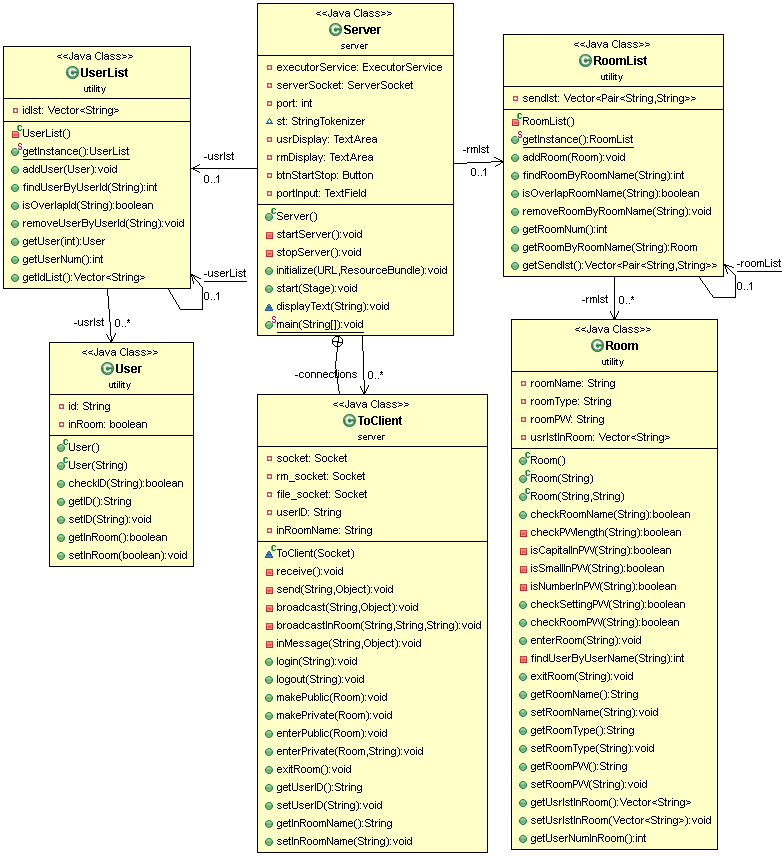 <<Java Class>>
UserList
utility
idlst: Vector<String>
UserList()
getInstance():UserList
addUser(User):void
findUserByUserId(String):int
isOverlapId(String):boolean
removeUserByUserId(String):void
getUser(int):User
getUserNum():int
getIdList():Vector<String>
<<Java Class>>
Server
server
executorService: ExecutorService
serverSocket: ServerSocket
port: int
st: StringTokenizer
usrDisplay: TextArea
rmDisplay: TextArea
btnStartStop: Button
portInput: TextField
Server()
startServer():void
stopServer():void
initialize(URL,ResourceBundle):void
start(Stage):void
displayText(String):void
main(String[]):void
<<Java Class>>
RoomList
utility
sendlst: Vector<Pair<String,String>>
RoomList()
getInstance():RoomList
addRoom(Room):void
findRoomByRoomName(String):int
isOverlapRoomName(String):boolean
removeRoomByRoomName(String):void
getRoomNum():int
getRoomByRoomName(String):Room
getSendlst():Vector<Pair<String,String>>
-usrlst
0..1
-rmlst
0..1
-userList
0..1
-roomList
0..1
-usrlst
0..*
-connections
0..*
-rmlst
0..*
<<Java Class>>
User
utility
id: String
inRoom: boolean
User()
User(String)
checkID(String):boolean
getID():String
setID(String):void
getInRoom():boolean
setInRoom(boolean):void
<<Java Class>>
ToClient
server
socket: Socket
rm_socket: Socket
file_socket: Socket
userID: String
inRoomName: String
ToClient(Socket)
receive():void
send(String,Object):void
broadcast(String,Object):void
broadcastInRoom(String,String,String):void
inMessage(String,Object):void
login(String):void
logout(String):void
makePublic(Room):void
makePrivate(Room):void
enterPublic(Room):void
enterPrivate(Room,String):void
exitRoom():void
getUserID():String
setUserID(String):void
getInRoomName():String
setInRoomName(String):void
<<Java Class>>
Room
utility
roomName: String
roomType: String
roomPW: String
usrlstInRoom: Vector<String>
Room()
Room(String)
Room(String,String)
checkRoomName(String):boolean
checkPWlength(String):boolean
isCapitalInPW(String):boolean
isSmallInPW(String):boolean
isNumberInPW(String):boolean
checkSettingPW(String):boolean
checkRoomPW(String):boolean
enterRoom(String):void
findUserByUserName(String):int
exitRoom(String):void
getRoomName():String
setRoomName(String):void
getRoomType():String
setRoomType(String):void
getRoomPW():String
setRoomPW(String):void
getUsrlstInRoom():Vector<String>
setUsrlstInRoom(Vector<String>):void
getUserNumInRoom():int